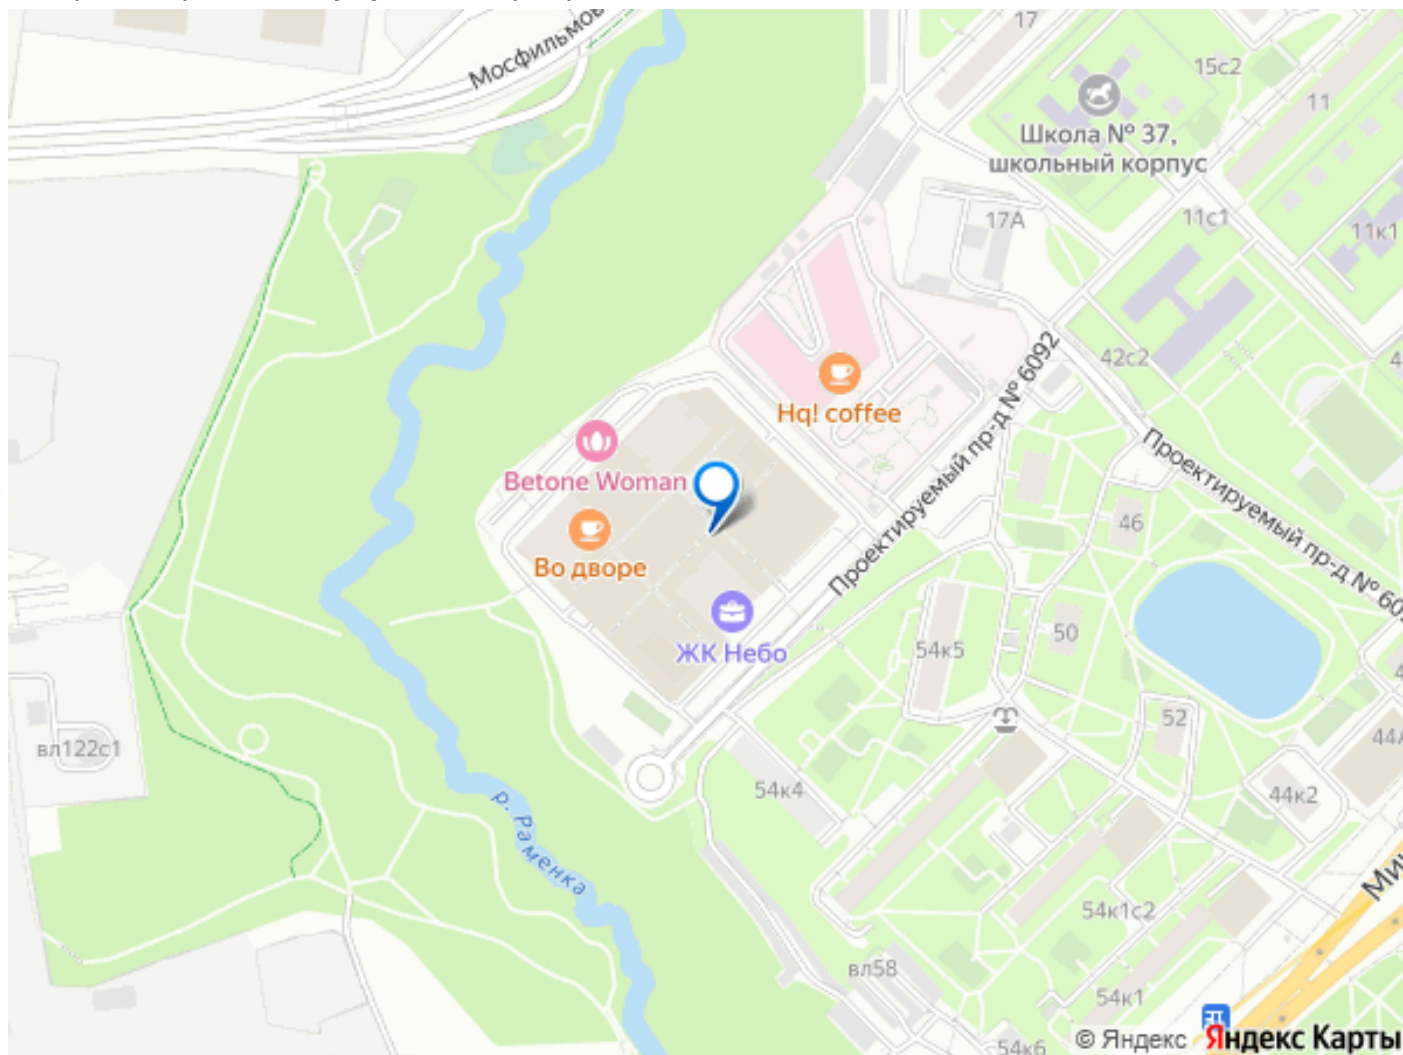 17
15с2
11
Мосфильмов
Школа № 37,
школьный корпус
17А
11с1
11к1
42с2
Проектируемый пр-д № 6092
Hq! coffee
Betone Woman
Во дворе
ЖК Небо
Проектируемый пр-д № 60
46
50
54к5
52
44А
44к2
вл122с1
54к4
р. Раменка
54к1с2
вл58
54к1
54к6
Мич
© Яндекс Яндекс Карты